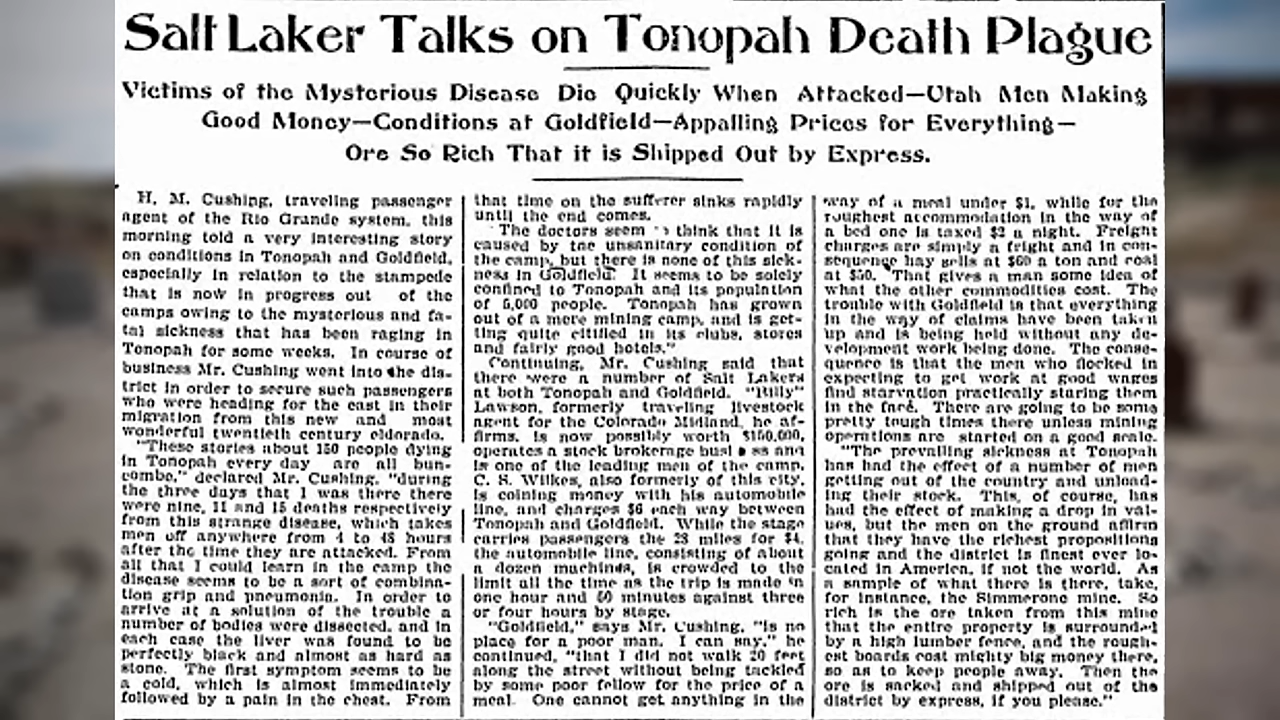 Salt Laker Talks on Tonopah Death Plague
Victims of the Mysterious Disease Die Quickly When Attacked—Utah Men Making
Good Money—Conditions at Goldfield—Appalling Prices for Everything—
Ore So Rich That it is Shipped Out by Express.
H. M. Cushing, traveling passenger
agent of the Rio Grande system, this
morning told a very interesting story
on conditions in Tonopah and Goldfield,
especially in relation to the stampede
that is now in progress out of the
camps owing to the mysterious and fa-
tal sickness that has been raging in
Tonopah for some weeks. In course of
business Mr. Cushing went into the dis-
trict in order to secure such passengers
who were heading for the east in their
migration from this new and most
wonderful twentieth century eldorado.
"These stories about 150 people dying
in Tonopah every day are all bun-
combe," declared Mr. Cushing, "during
the three days that I was there there
were nine, 11 and 15 deaths respectively
from this strange disease, which takes
men off anywhere from 4 to 48 hours
after the time they are attacked. From
all that I could learn in the camp the
disease seems to be a sort of combina-
tion grip and pneumonia. In order to
arrive at a solution of the trouble a
number of bodies were dissected, and in
each case the liver was found to be
perfectly black and almost as hard as
stone. The first symptom seems to be
a cold, which is almost immediately
followed by a pain in the chest. From
that time on the sufferer sinks rapidly
until the end comes.
"The doctors seem think that it is
caused by the unsanitary condition of
the camp, but there is none of this sick-
ness in Goldfield. It seems to be solely
confined to Tonopah and its population
of 6,000 people. Tonopah has grown
out of a mere mining camp, and is get-
ting quite citified in its clubs, stores
and fairly good hotels."
Continuing, Mr. Cushing said that
there were a number of Salt Lakers
at both Tonopah and Goldfield. "Billy"
Lawson, formerly traveling livestock
agent for the Colorado Midland, he af-
firms, is now possibly worth $150,000,
operates a stock brokerage and
is one of the leading men of the camp.
C. S. Wilkes, also formerly of this city,
is coining money with his automobile
line, and charges $6 each way between
Tonopah and Goldfield. While the stage
carries passengers the 28 miles for $4,
the automobile line, consisting of about
a dozen machines, is crowded to the
limit all the time as the trip is made in
one hour and minutes against three
or four hours by stage.
"Goldfield," says Mr. Cushing, "is no
place for a poor man. I can say," he
continued, "that I did not walk 20 feet
along the street without being tackled
by some poor fellow for the price of a
meal. One cannot get anything in the
way of a meal under $1, while for the
roughest accommodation in the way of
a bed one is taxed $2 a night. Freight
charges are simply a fright and in con-
sequence hay sells at $60 a ton and coal
at $50. That gives a man some idea of
what the other commodities cost. The
trouble with Goldfield is that everything
in the way of claims have been taken
up and is being held without any de-
velopment work being done. The conse-
quence is that the men who flocked in
expecting to get work at good wages
find starvation practically staring them
in the face. There are going to be some
pretty tough times there unless mining
operations are started on a good scale.
"The prevailing sickness at Tonopah
has had the effect of a number of men
getting out of the country and unload-
ing their stock. This, of course, has
had the effect of making a drop in val-
ues, but the men on the ground affirm
that they have the richest propositions
going and the district is finest ever lo-
cated in America, if not the world. As
a sample of what there is there, take,
for instance, the Simmerone mine. So
rich is the ore taken from this mine
that the entire property is surrounded
by a high lumber fence, and the rough-
est boards cost mighty big money there,
so as to keep people away. Then the
ore is sacked and shipped out of the
district by express, if you please."